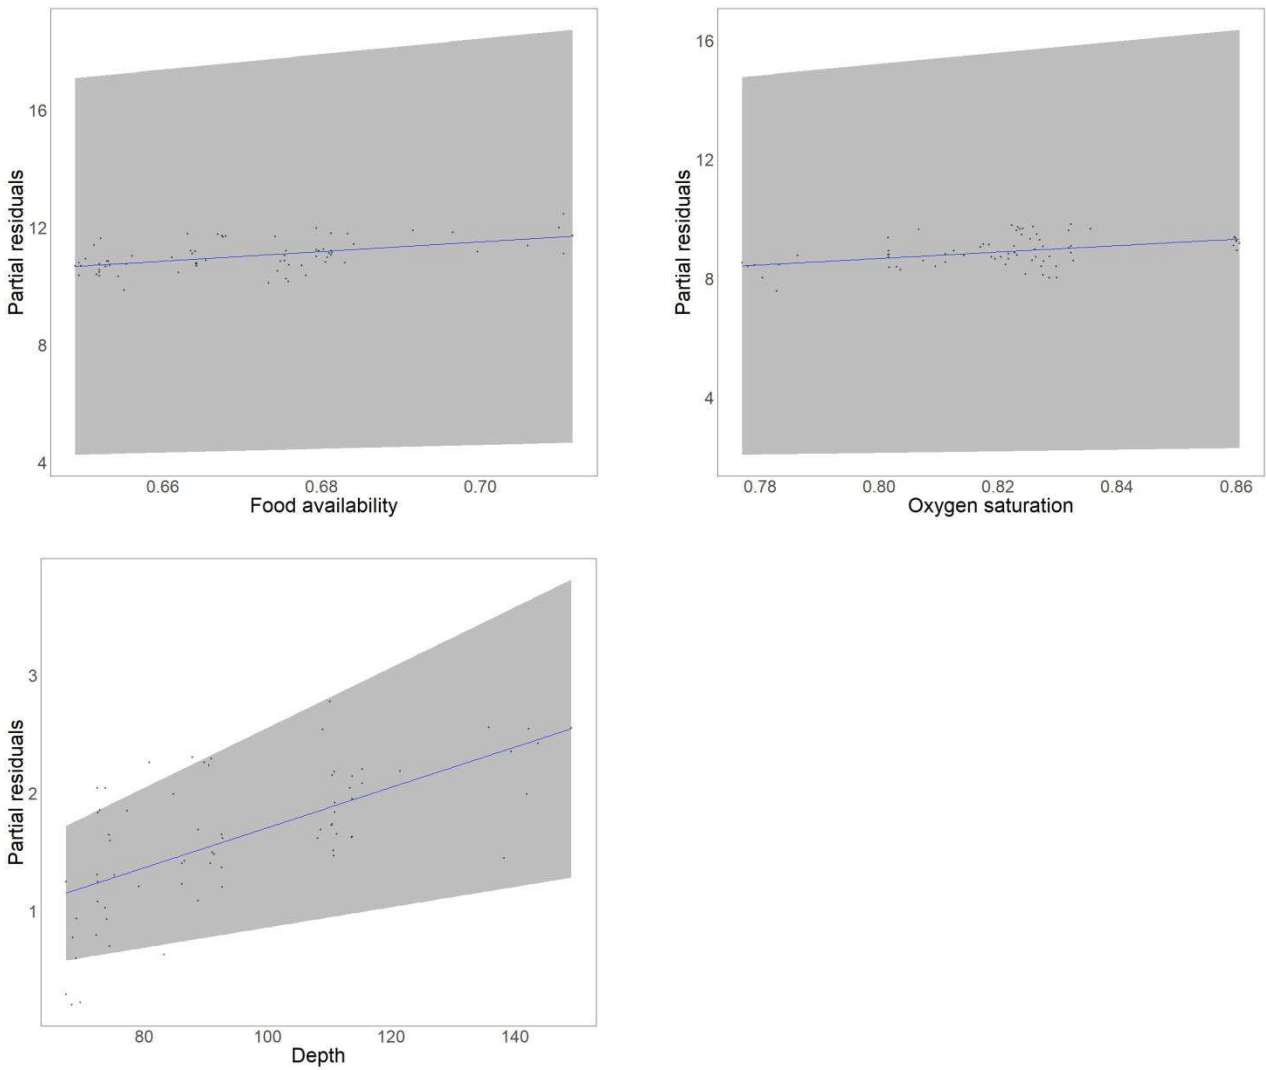 16
12
8
4
Partial residuals
0.66 0.68 0.70
Food availability
16
12
8
4
Partial residuals
0.78 0.80 0.82 0.84 0.86
Oxygen saturation
3
2
1
Partial residuals
80 100 120 140
Depth